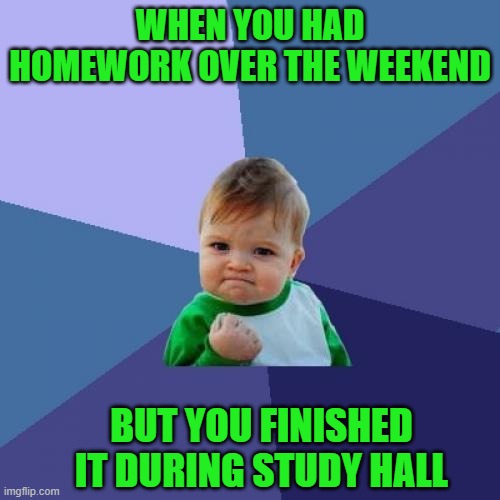 WHEN YOU HAD
HOMEWORK OVER THE WEEKEND
BUT YOU FINISHED
IT DURING STUDY HALL
imgflip.com